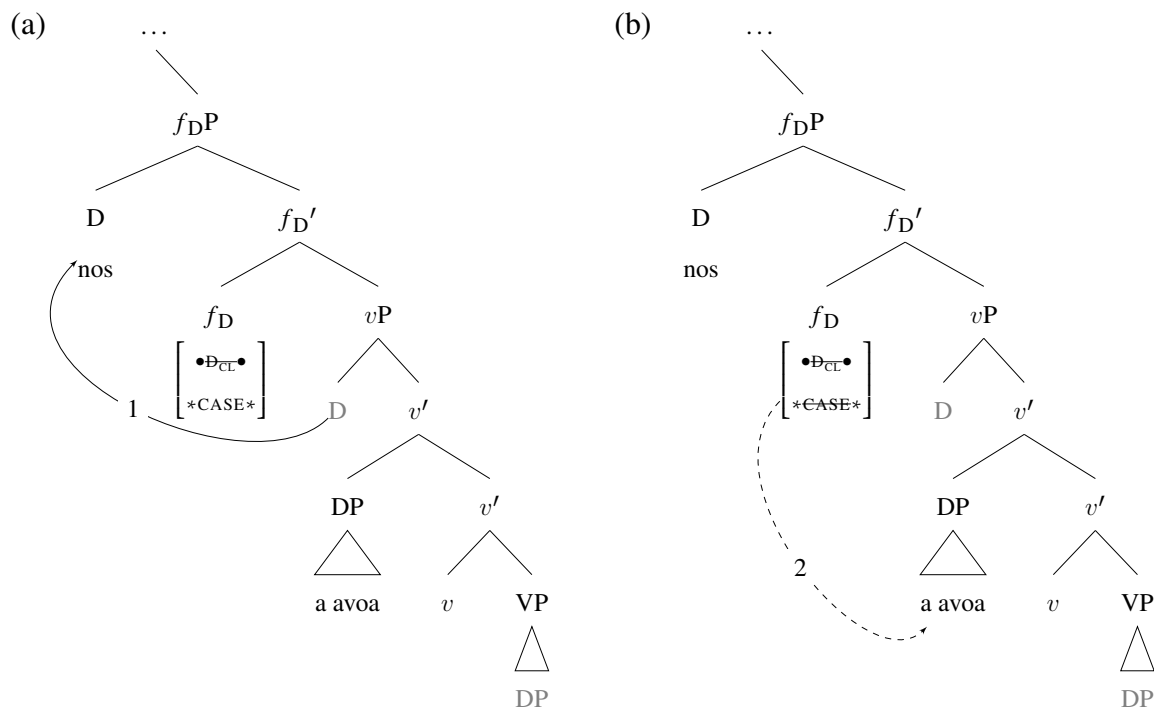 (a)
…
f_DP
D f_D′
nos
f_D vP
•D_CL•
*CASE*
1
D v′
DP v′
a avoa v VP
DP
(b)
…
f_DP
D f_D′
nos
f_D vP
•D_CL•
*CASE*
D v′
DP v′
2
a avoa v VP
DP